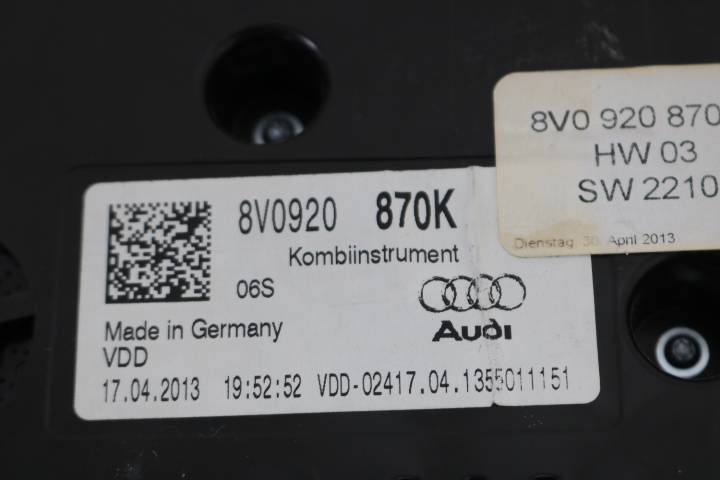 8V0 920 870
HW 03
SW 2210
Dienstag, 30. April 2013
8V0920 870K
Kombiinstrument
06S
Audi
Made in Germany
VDD
17.04.2013 19:52:52 VDD-02417.04.1355011151